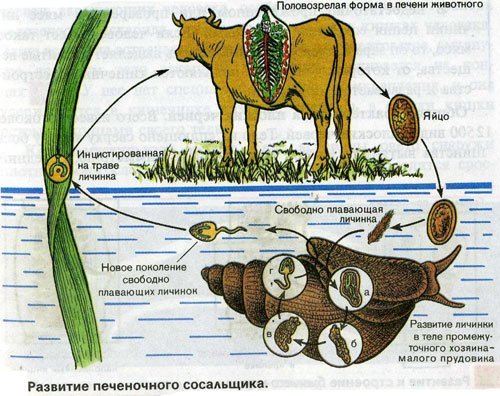 Половозрелая форма в печени животного
Яйцо
Инцистированная
на траве
личинка
Свободно плавающая
личинка
Новое поколение
свободно
плавающих личинок
г
а
в
б
Развитие личинки
в теле промежу-
точного хозяина-
малого прудовика
Развитие печеночного сосальщика.